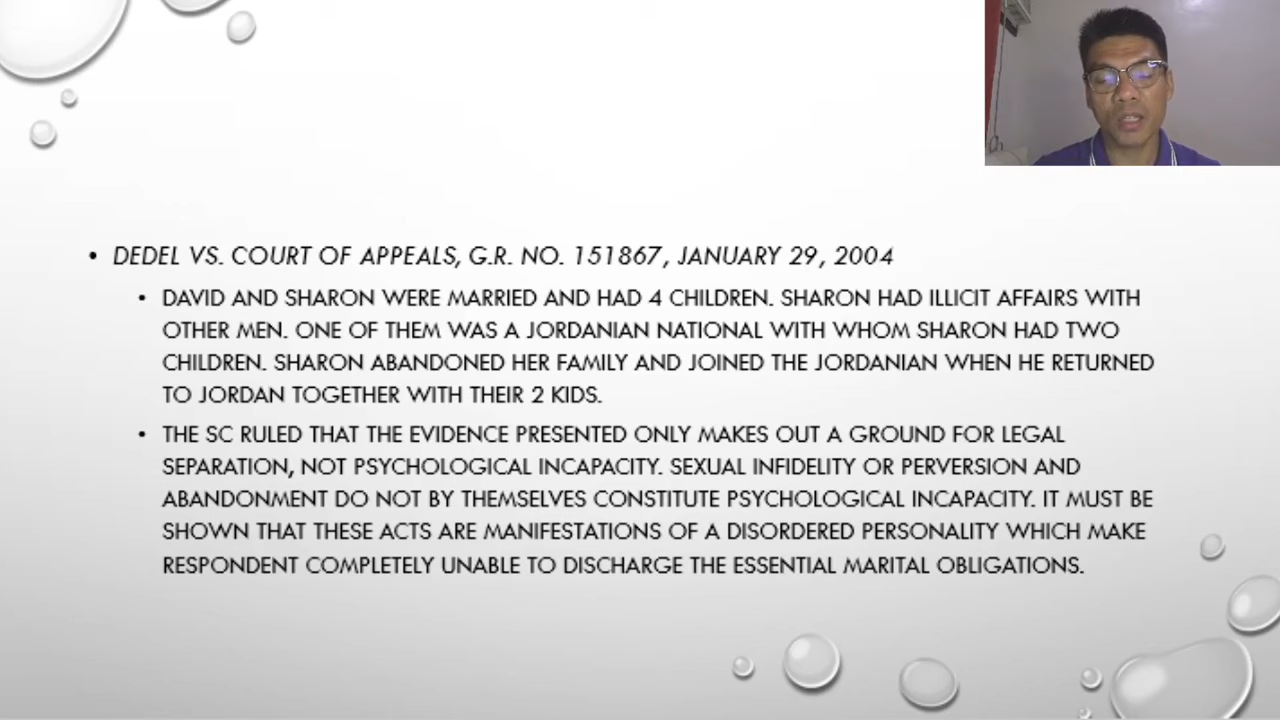 • DEDEL VS. COURT OF APPEALS, G.R. NO. 151867, JANUARY 29, 2004
• DAVID AND SHARON WERE MARRIED AND HAD 4 CHILDREN. SHARON HAD ILLICIT AFFAIRS WITH
OTHER MEN. ONE OF THEM WAS A JORDANIAN NATIONAL WITH WHOM SHARON HAD TWO
CHILDREN. SHARON ABANDONED HER FAMILY AND JOINED THE JORDANIAN WHEN HE RETURNED
TO JORDAN TOGETHER WITH THEIR 2 KIDS.
• THE SC RULED THAT THE EVIDENCE PRESENTED ONLY MAKES OUT A GROUND FOR LEGAL
SEPARATION, NOT PSYCHOLOGICAL INCAPACITY. SEXUAL INFIDELITY OR PERVERSION AND
ABANDONMENT DO NOT BY THEMSELVES CONSTITUTE PSYCHOLOGICAL INCAPACITY. IT MUST BE
SHOWN THAT THESE ACTS ARE MANIFESTATIONS OF A DISORDERED PERSONALITY WHICH MAKE
RESPONDENT COMPLETELY UNABLE TO DISCHARGE THE ESSENTIAL MARITAL OBLIGATIONS.